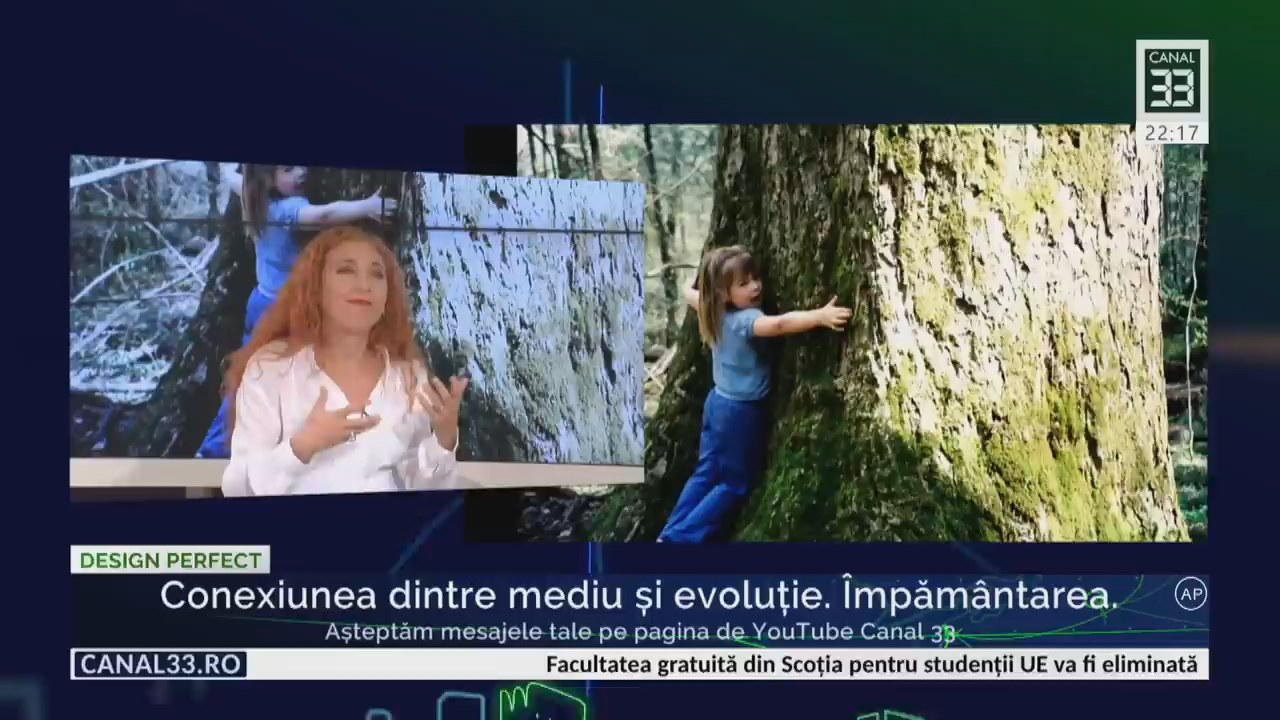 CANAL
33
22:17
DESIGN PERFECT
Conexiunea dintre mediu și evoluție. Împământarea.
AP
Așteptăm mesajele tale pe pagina de YouTube Canal 33
CANAL33.RO
Facultatea gratuită din Scoția pentru studenții UE va fi eliminată